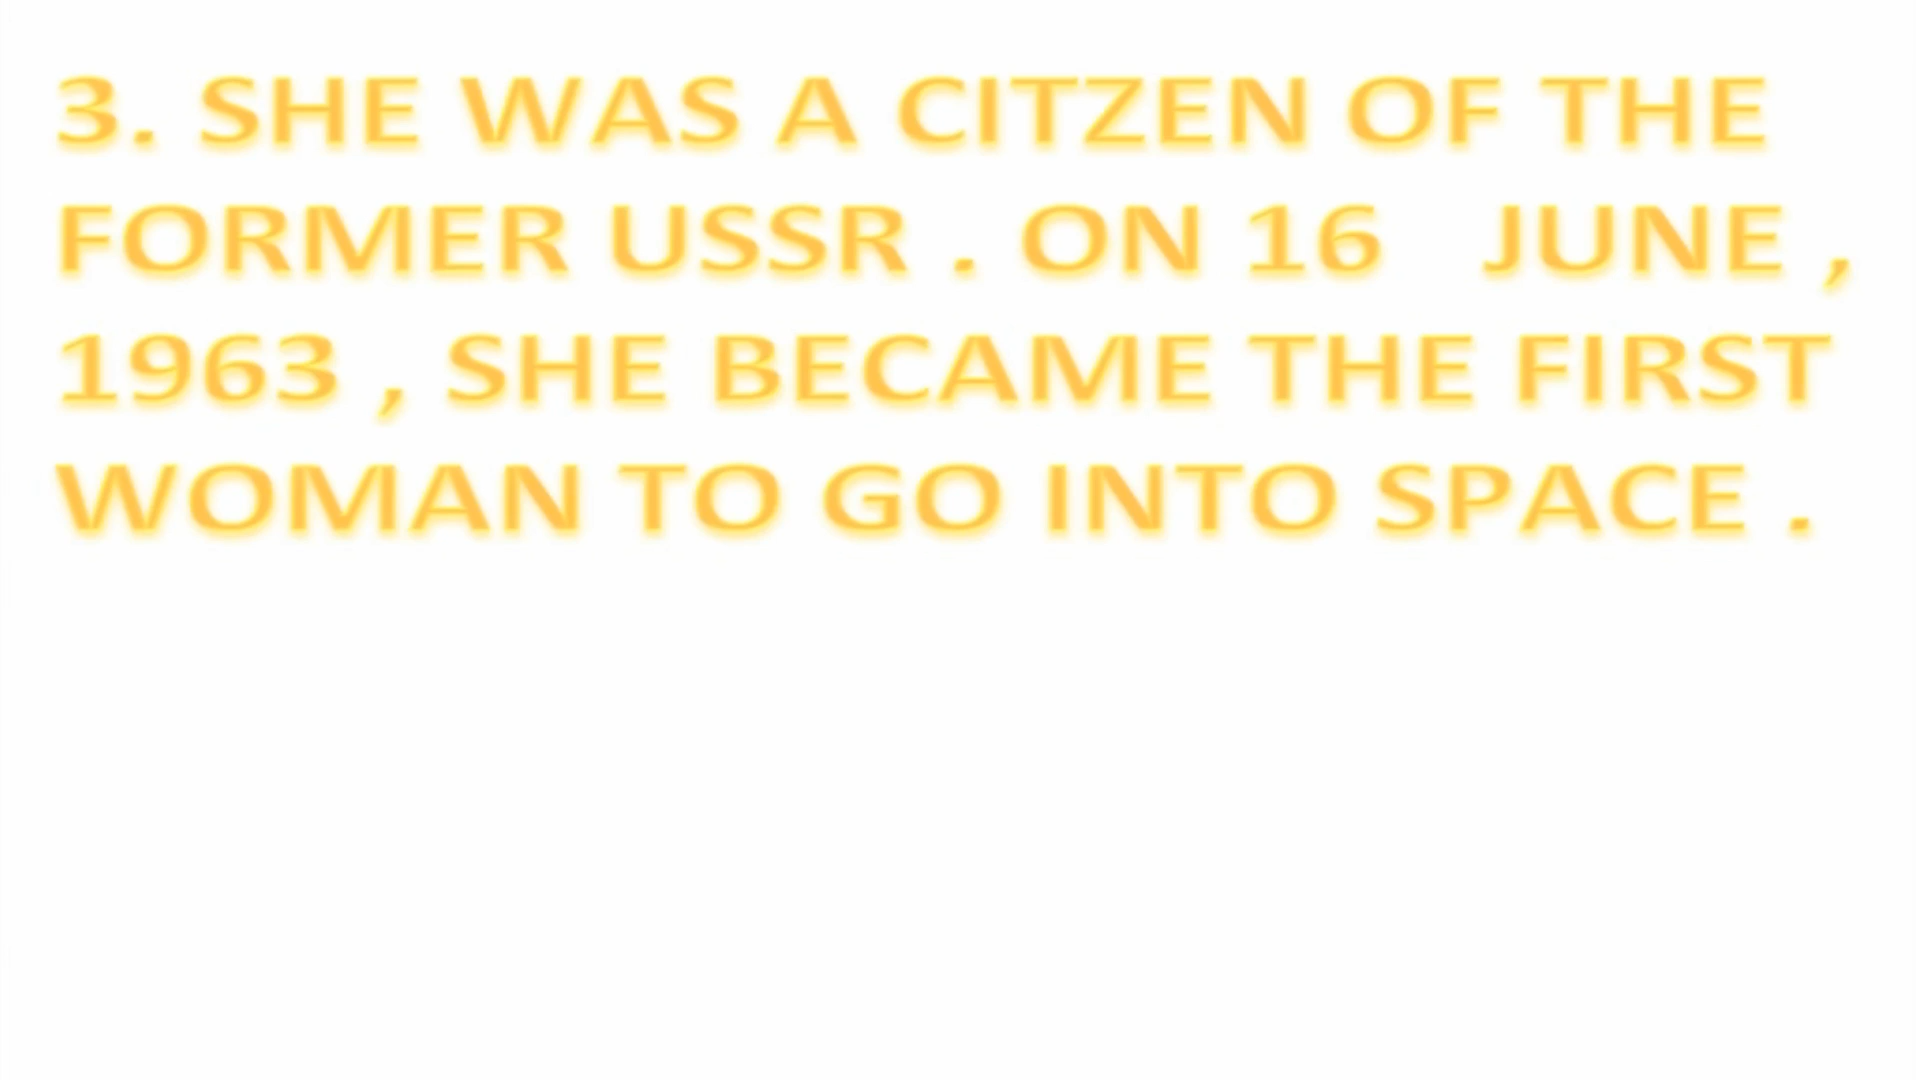 3. SHE WAS A CITZEN OF THE
FORMER USSR . ON 16 JUNE ,
1963 , SHE BECAME THE FIRST
WOMAN TO GO INTO SPACE .